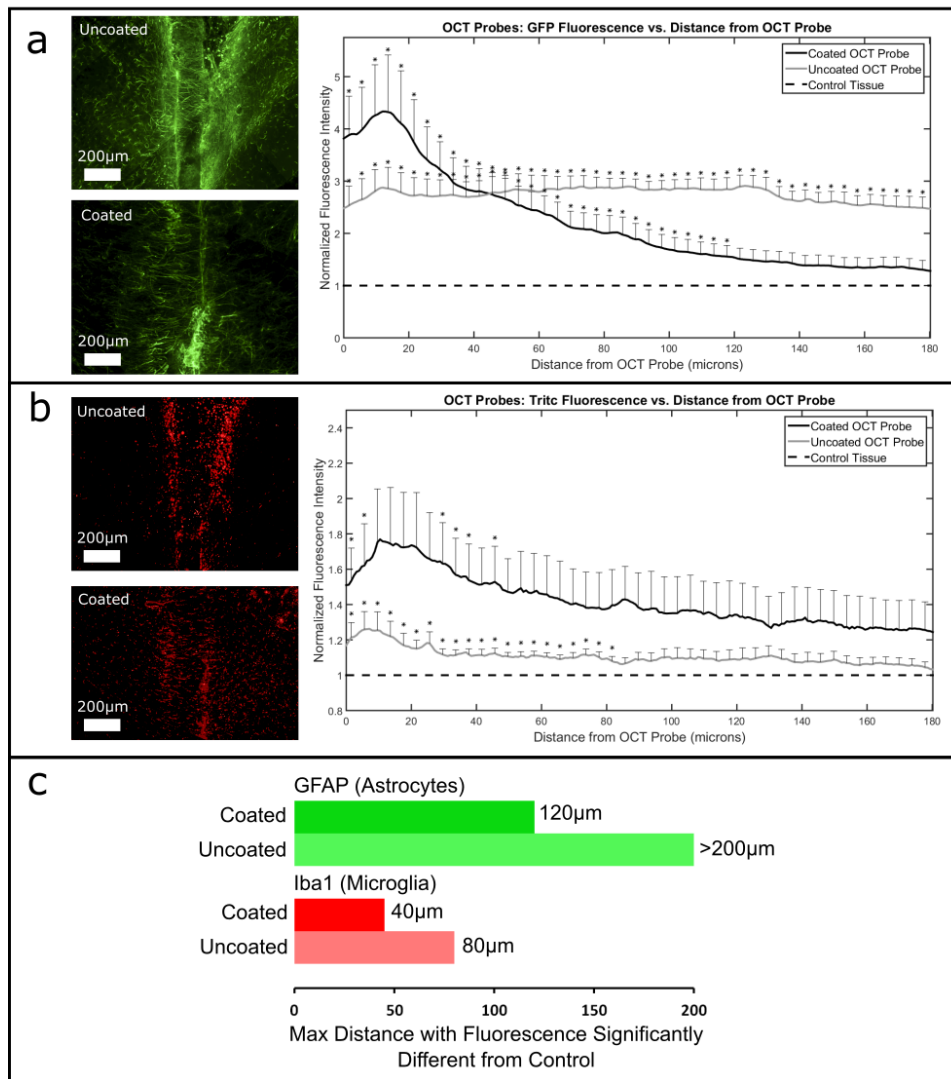 a
Uncoated
200µm
Coated
200µm
OCT Probes: GFP Fluorescence vs. Distance from OCT Probe
Coated OCT Probe
Uncoated OCT Probe
Control Tissue
Normalized Fluorescence Intensity
5
4
3
2
1
0
0 20 40 60 80 100 120 140 160 180
Distance from OCT Probe (microns)
b
Uncoated
200µm
Coated
200µm
OCT Probes: Tritc Fluorescence vs. Distance from OCT Probe
Coated OCT Probe
Uncoated OCT Probe
Control Tissue
Normalized Fluorescence Intensity
2.4
2.2
2
1.8
1.6
1.4
1.2
1
0.8
0 20 40 60 80 100 120 140 160 180
Distance from OCT Probe (microns)
c
GFAP (Astrocytes)
Coated 120µm
Uncoated >200µm
Iba1 (Microglia)
Coated 40µm
Uncoated 80µm
0 50 100 150 200
Max Distance with Fluorescence Significantly
Different from Control